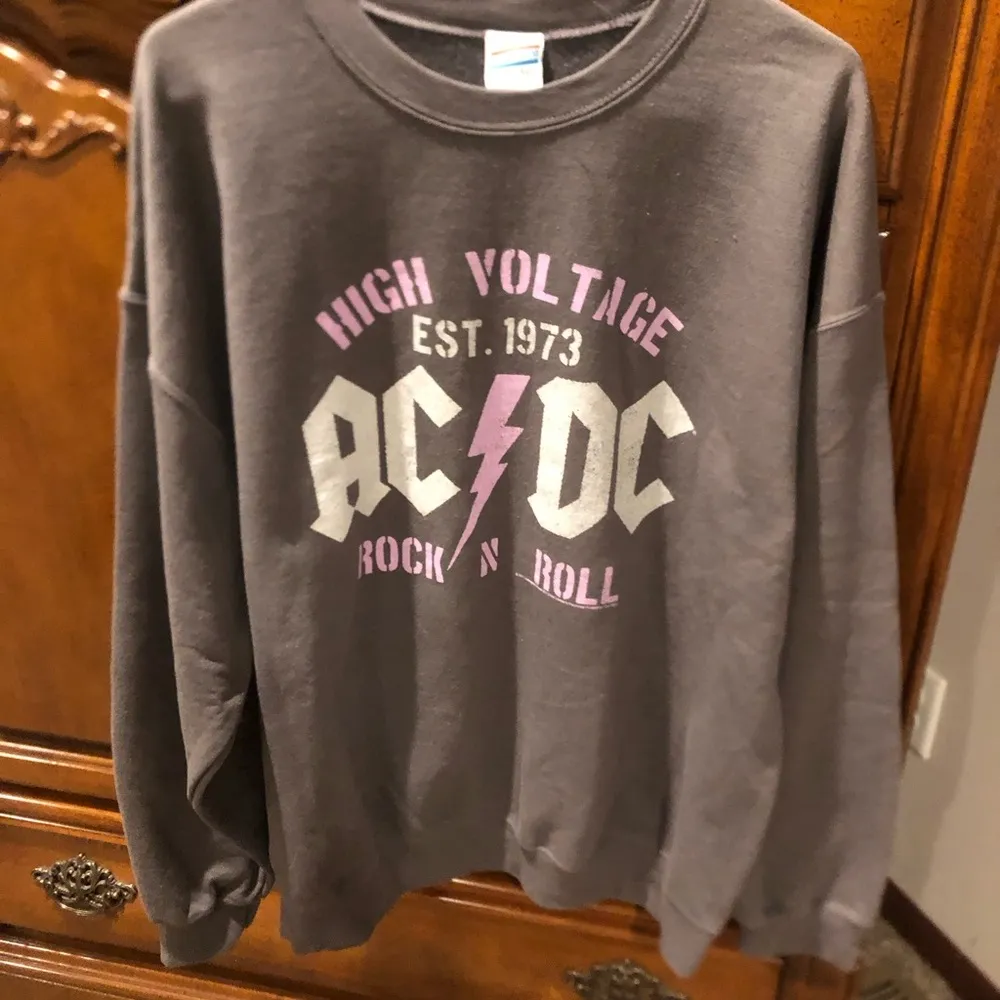 HIGH VOLTAGE
EST. 1973
AC/DC
ROCK N ROLL